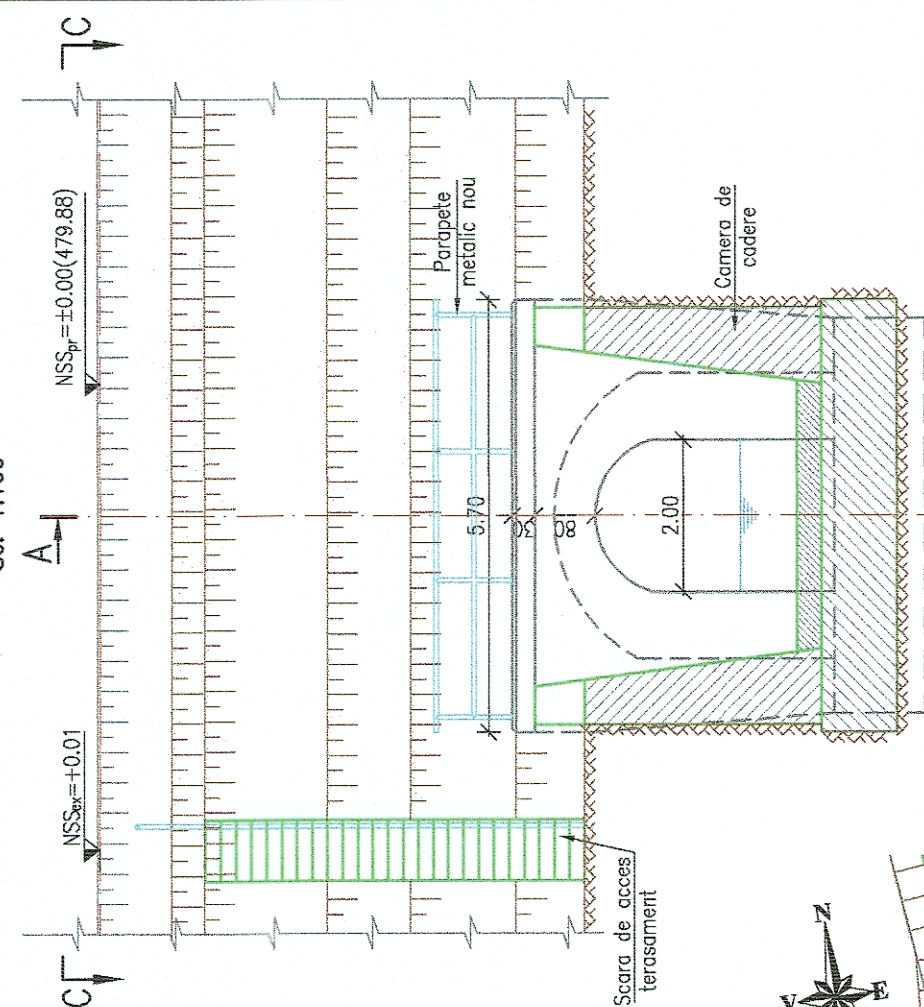 A
C
C
NSSpr=±0.00(479.88)
NSSex=+0.01
Parapete
metalic nou
5.70
30
80
2.00
Camera de
cadere
Scara de acces
terasament
N
E
V